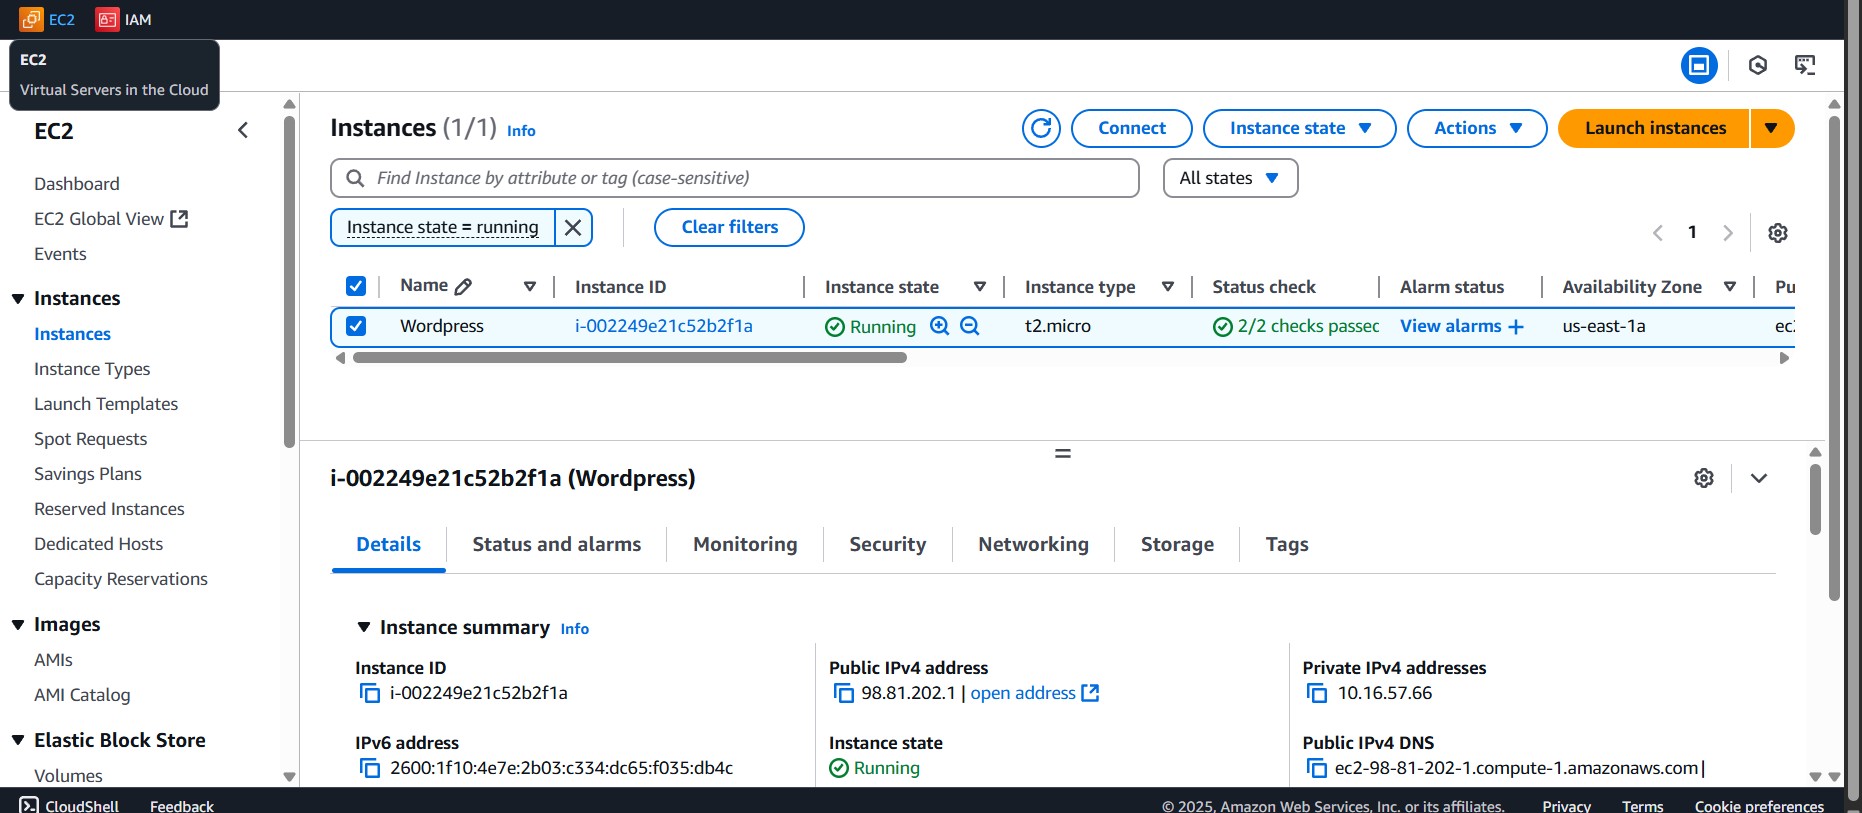 EC2
IAM
EC2
Virtual Servers in the Cloud
EC2
Dashboard
EC2 Global View
Events
Instances
Instances
Instance Types
Launch Templates
Spot Requests
Savings Plans
Reserved Instances
Dedicated Hosts
Capacity Reservations
Images
AMIs
AMI Catalog
Elastic Block Store
Volumes
Instances (1/1) Info
Connect
Instance state
Actions
Launch instances
Find Instance by attribute or tag (case-sensitive)
All states
Instance state = running
Clear filters
1
Name Instance ID Instance state Instance type Status check Alarm status Availability Zone Pu
Wordpress i-002249e21c52b2f1a Running t2.micro 2/2 checks passec View alarms + us-east-1a ec2
i-002249e21c52b2f1a (Wordpress)
Details Status and alarms Monitoring Security Networking Storage Tags
Instance summary Info
Instance ID
i-002249e21c52b2f1a
Public IPv4 address
98.81.202.1 | open address
Private IPv4 addresses
10.16.57.66
IPv6 address
2600:1f10:4e7e:2b03:c334:dc65:f035:db4c
Instance state
Running
Public IPv4 DNS
ec2-98-81-202-1.compute-1.amazonaws.com |
CloudShell Feedback © 2025, Amazon Web Services, Inc. or its affiliates. Privacy Terms Cookie preferences